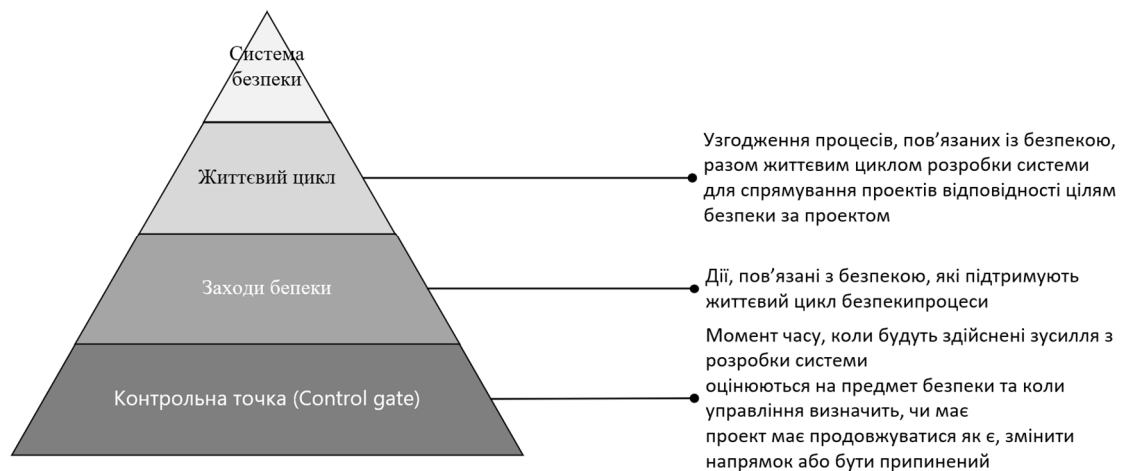 Система
безпеки
Життєвий цикл
Узгодження процесів, пов’язаних із безпекою,
разом життєвим циклом розробки системи
для спрямування проектів відповідності цілям
безпеки за проектом
Заходи бепеки
Дії, пов’язані з безпекою, які підтримують
життєвий цикл безпекипроцеси
Контрольна точка (Control gate)
Момент часу, коли будуть здійснені зусилля з
розробки системи
оцінюються на предмет безпеки та коли
управління визначить, чи має
проект має продовжуватися як є, змінити
напрямок або бути припинений